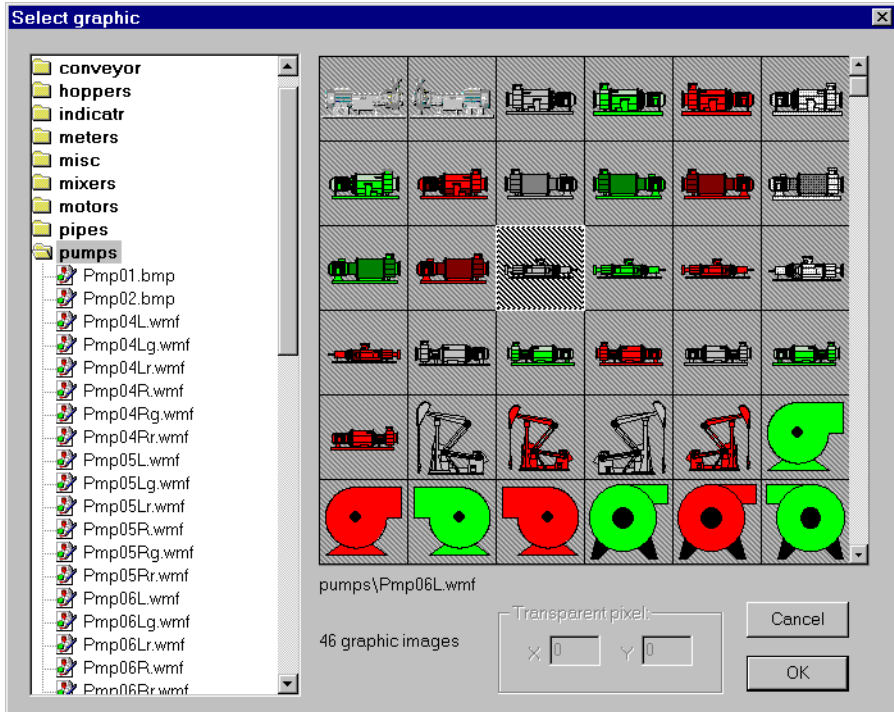 Select graphic
conveyor
hoppers
indicatr
meters
misc
mixers
motors
pipes
pumps
Pmp01.bmp
Pmp02.bmp
Pmp04L.wmf
Pmp04Lg.wmf
Pmp04Lr.wmf
Pmp04R.wmf
Pmp04Rg.wmf
Pmp04Rr.wmf
Pmp05L.wmf
Pmp05Lg.wmf
Pmp05Lr.wmf
Pmp05R.wmf
Pmp05Rg.wmf
Pmp05Rr.wmf
Pmp06L.wmf
Pmp06Lg.wmf
Pmp06Lr.wmf
Pmp06R.wmf
Pmp06Rr.wmf
pumps\Pmp06L.wmf
46 graphic images
Transparent pixel:
X 0 Y 0
Cancel
OK